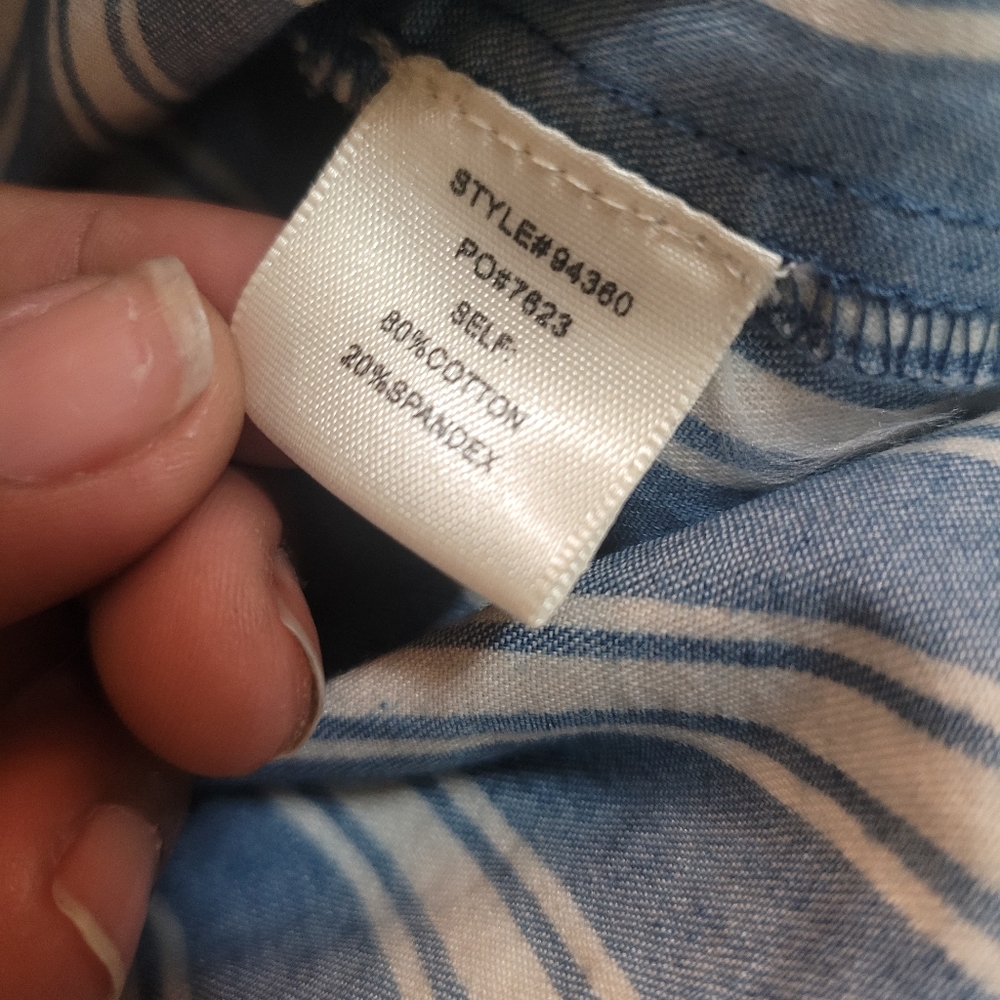 STYLE#94360
PO#7623
SELF:
80%COTTON
20%SPANDEX